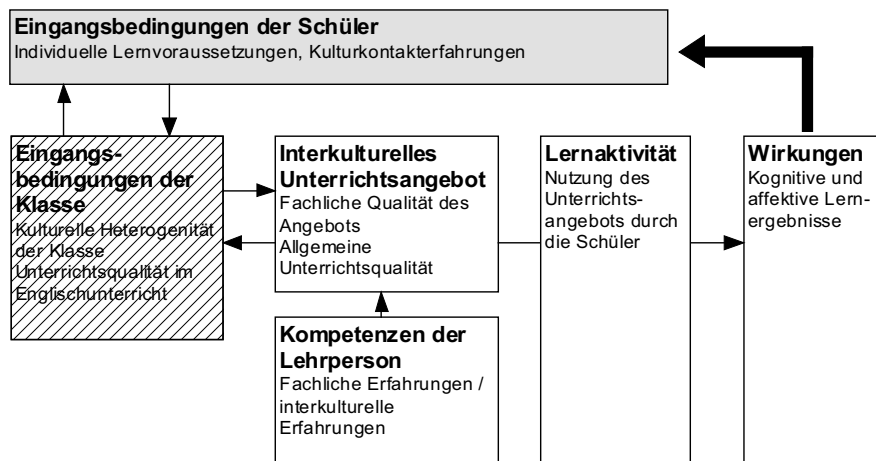 Eingangsbedingungen der Schüler
Individuelle Lernvoraussetzungen, Kulturkontakterfahrungen
Eingangs-
bedingungen der
Klasse
Kulturelle Heterogenität
der Klasse
Unterrichtsqualität im
Englischunterricht
Interkulturelles
Unterrichtsangebot
Fachliche Qualität des
Angebots
Allgemeine
Unterrichtsqualität
Kompetenzen der
Lehrperson
Fachliche Erfahrungen /
interkulturelle
Erfahrungen
Lernaktivität
Nutzung des
Unterrichts-
angebots durch
die Schüler
Wirkungen
Kognitive und
affektive Lern-
ergebnisse